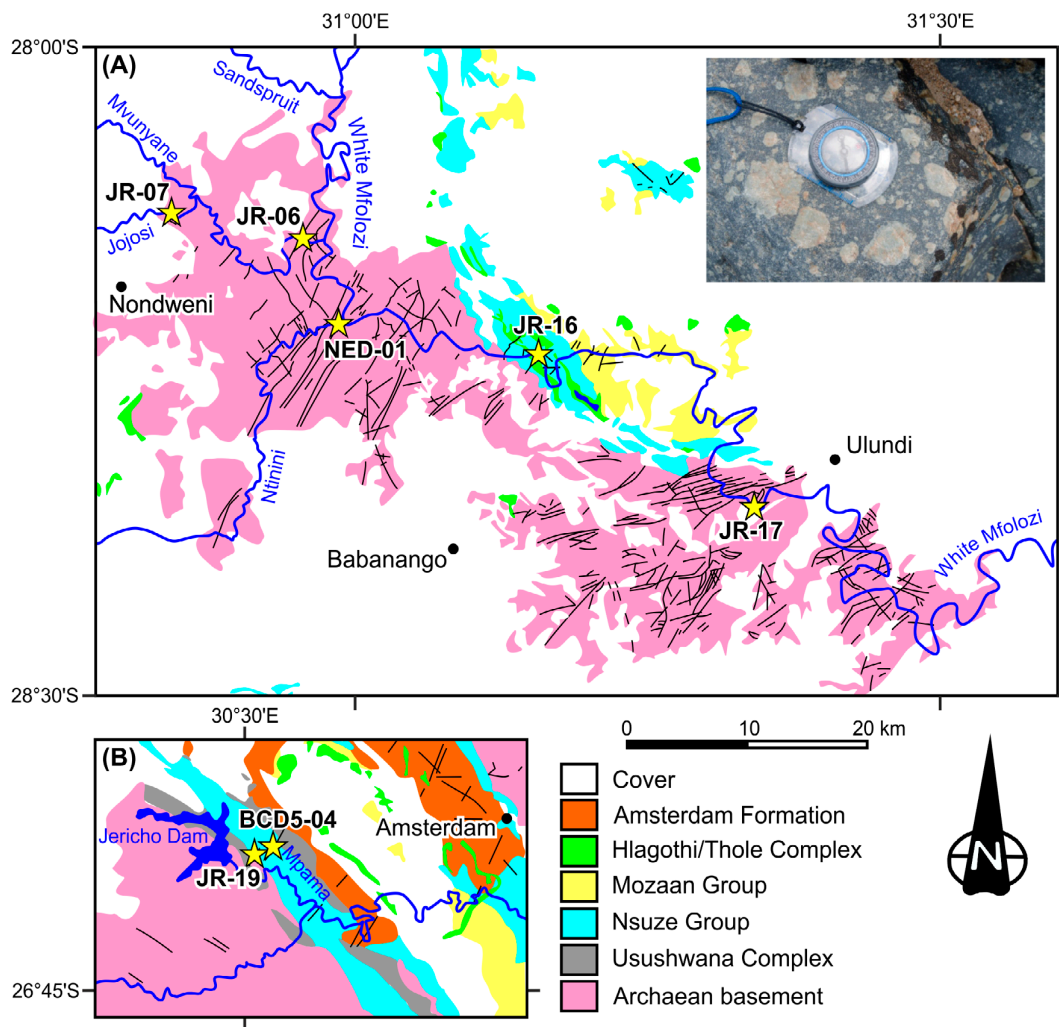 31°00'E
31°30'E
28°00'S
(A)
Sandspruit
Mvunyane
White Mfolozi
JR-07
JR-06
Jojosi
Nondweni
NED-01
JR-16
Ulundi
Ntinini
JR-17
Babanango
White Mfolozi
28°30'S
30°30'E
0
10
20 km
(B)
BCD5-04
Amsterdam
Jericho Dam
Mpama
JR-19
26°45'S
Cover
Amsterdam Formation
Hlagothi/Thole Complex
Mozaan Group
Nsuze Group
Usushwana Complex
Archaean basement
N